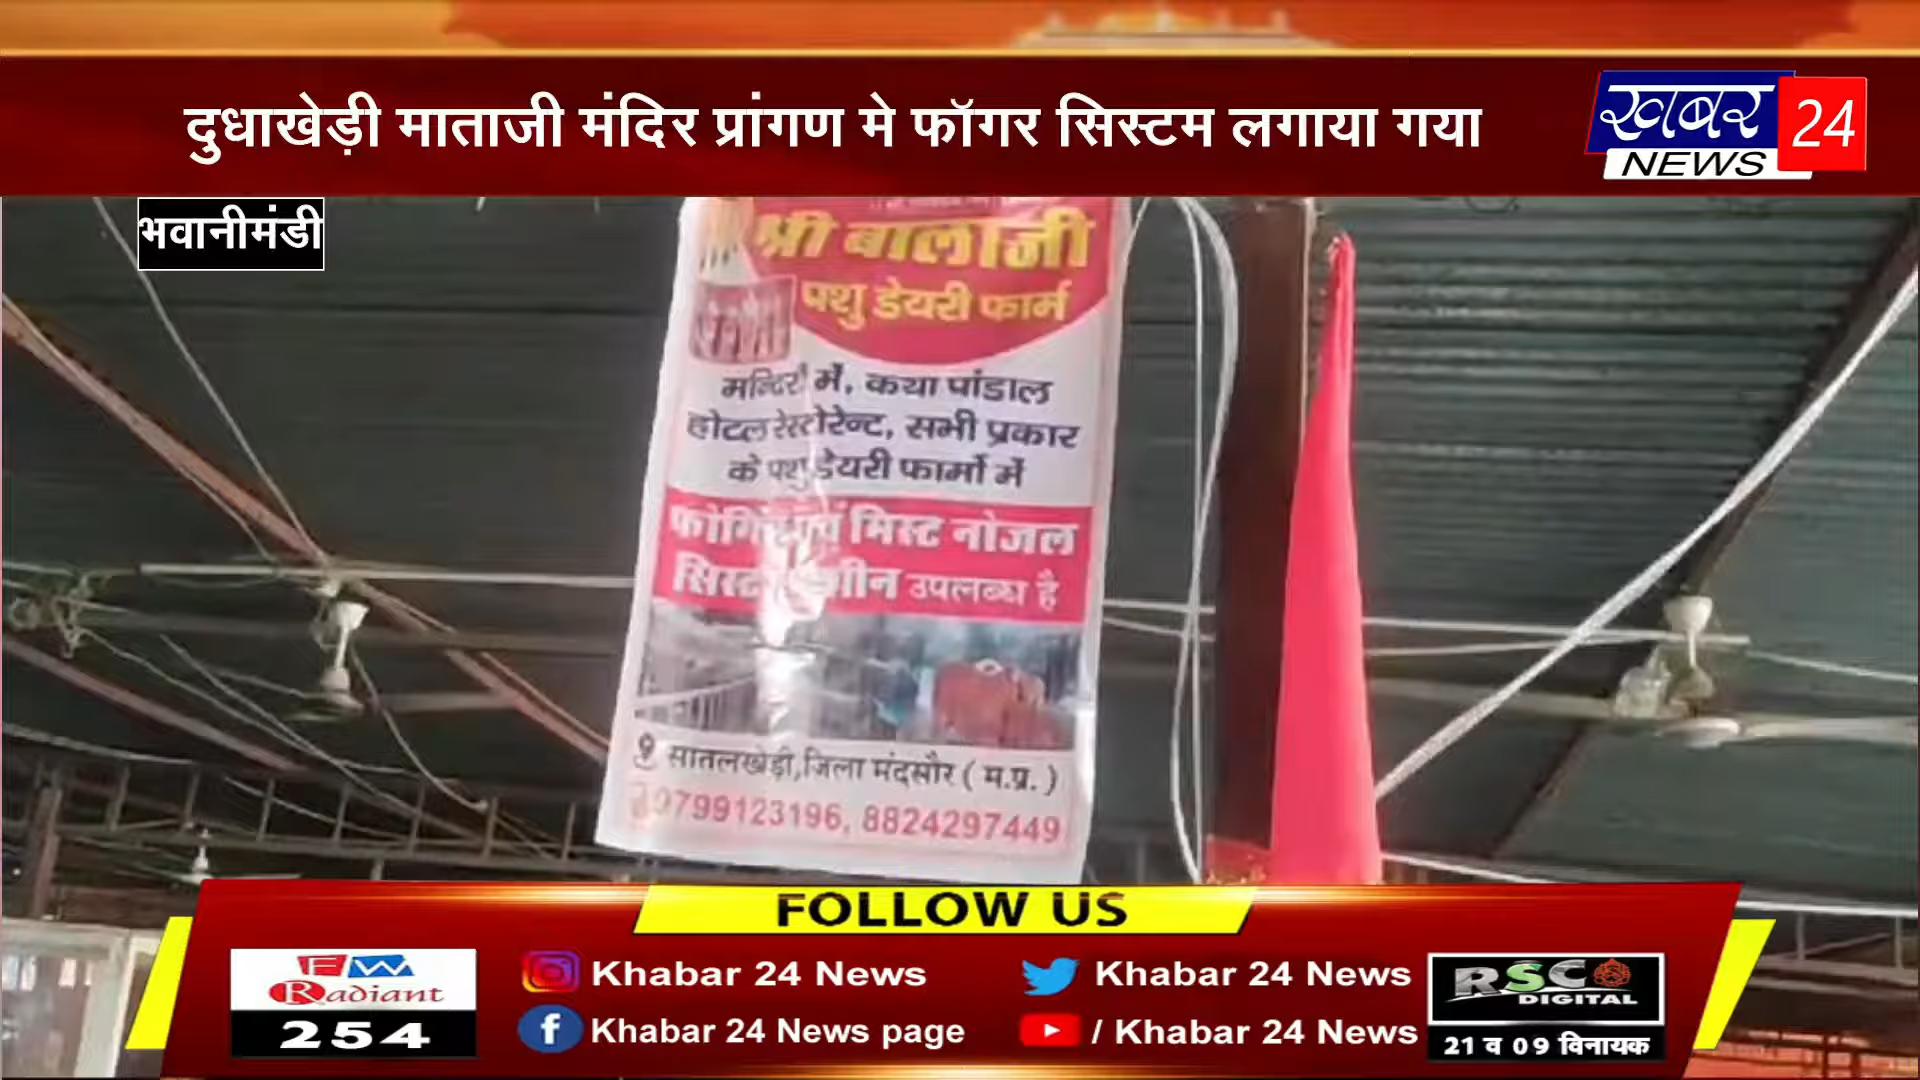 दुधाखेड़ी माताजी मंदिर प्रांगण मे फॉगर सिस्टम लगाया गया
खबर 24
NEWS
भवानीमंडी
श्री बालाजी
पशु डेयरी फार्म
मन्दिरों में, कथा पांडाल
होटल रेस्टोरेन्ट, सभी प्रकार
के पशु डेयरी फार्मो में
मिस्ट नोजल
उपलब्ध है
सातलखेड़ी, जिला मंदसौर ( म.प्र. )
9799123196, 8824297449
FOLLOW US
FW
Radiant
254
Khabar 24 News
Khabar 24 News
Khabar 24 News page
/ Khabar 24 News
RSC
DIGITAL
21 व 09 विनायक